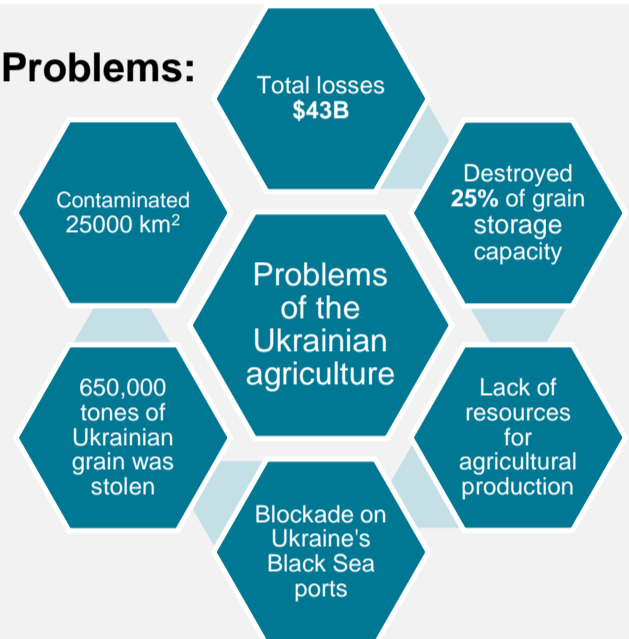 Problems:
Total losses
$43B
Destroyed
25% of grain
storage
capacity
Lack of
resources
for
agricultural
production
Blockade on
Ukraine's
Black Sea
ports
650,000
tones of
Ukrainian
grain was
stolen
Contaminated
25000 km²
Problems
of the
Ukrainian
agriculture